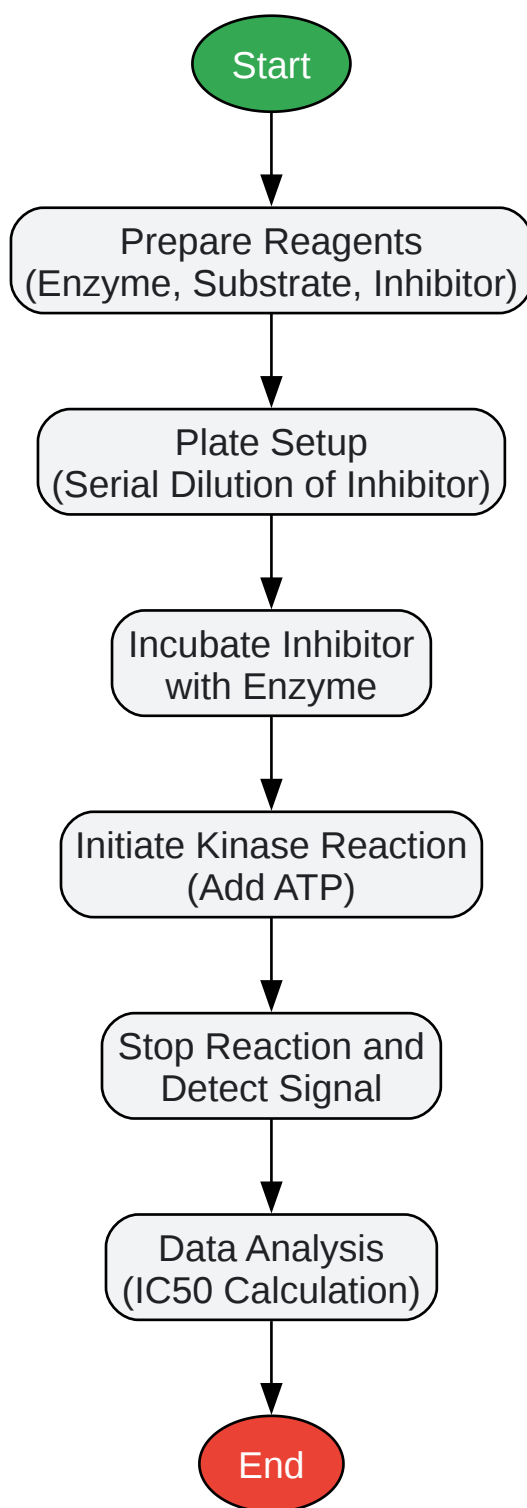 Start
Prepare Reagents
(Enzyme, Substrate, Inhibitor)
Plate Setup
(Serial Dilution of Inhibitor)
Incubate Inhibitor
with Enzyme
Initiate Kinase Reaction
(Add ATP)
Stop Reaction and
Detect Signal
Data Analysis
(IC50 Calculation)
End